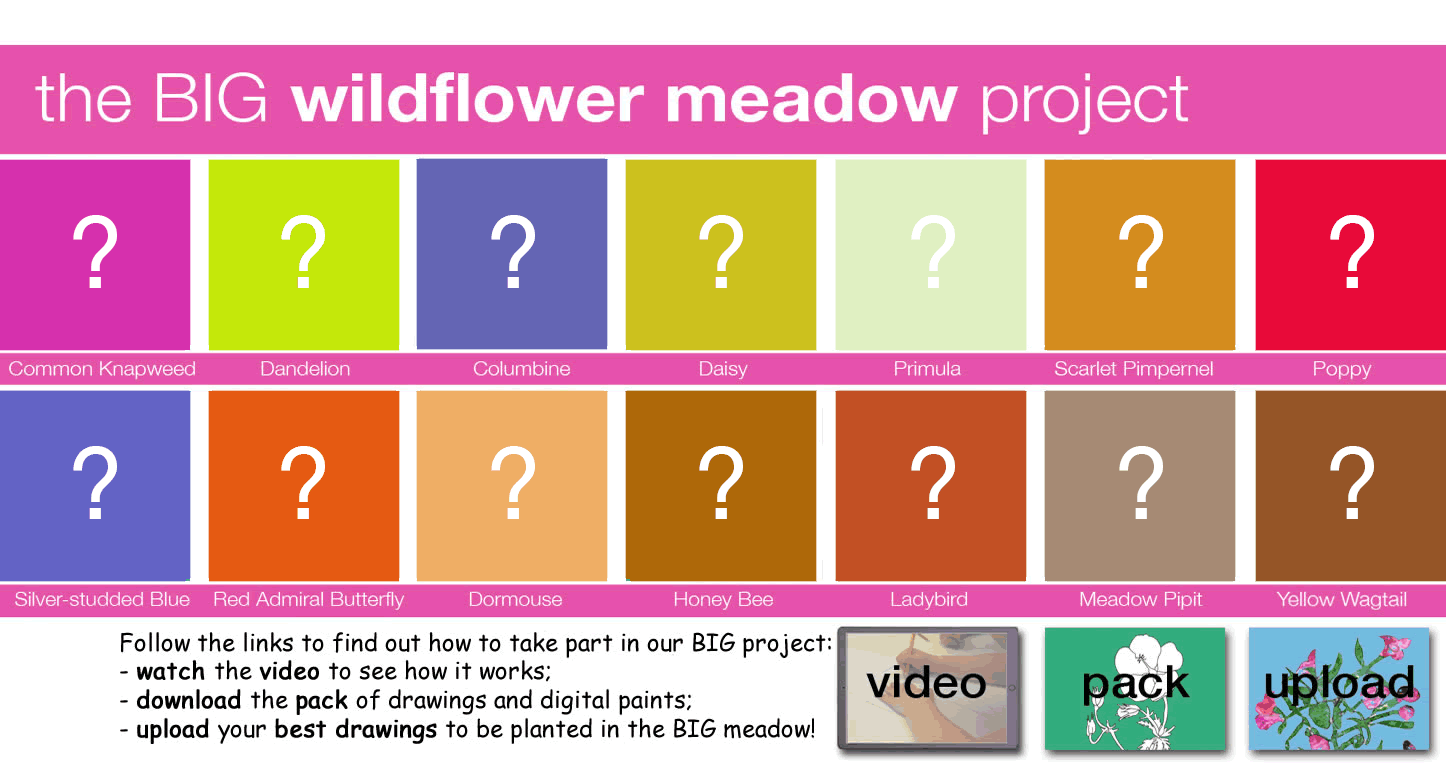 the BIG wildflower meadow project
? ? ? ? ? ? ?
Common Knapweed Dandelion Columbine Daisy Primula Scarlet Pimpernel Poppy
? ? ? ? ? ? ?
Silver-studded Blue Red Admiral Butterfly Dormouse Honey Bee Ladybird Meadow Pipit Yellow Wagtail
Follow the links to find out how to take part in our BIG project:
- watch the video to see how it works;
- download the pack of drawings and digital paints;
- upload your best drawings to be planted in the BIG meadow!
video pack upload